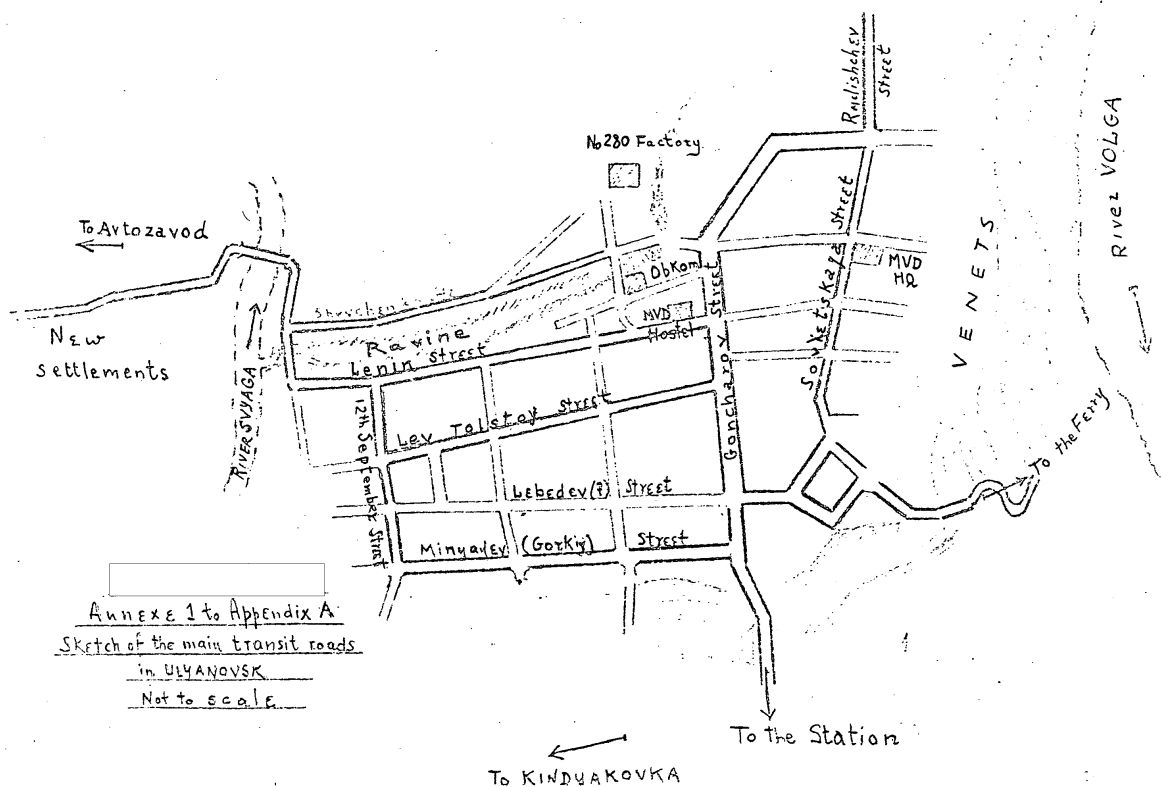 Radishchev Street
No 280 Factory
River VOLGA
To Avtozavod
Sovietskaya Street
VENETS
MVD
HQ
ObKom
MVD
Hostel
Goncharov Street
Ravine
New
settlements
Lenin Street
RIVER SVYAGA
12th September Street
Lev Tolstoy Street
To the Ferry
Lebedev(?) Street
Minyayev (Gorkiy) Street
Annexe 1 to Appendix A
Sketch of the main transit roads
in ULYANOVSK
Not to scale
To the Station
To KINDYAKOVKA